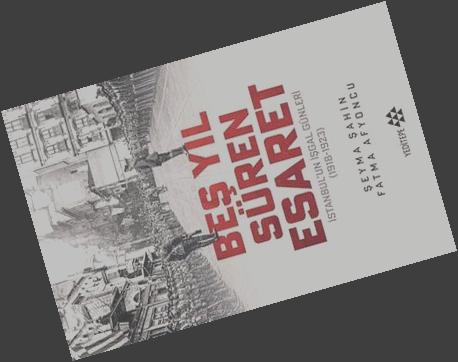 BEŞ YIL
SÜREN
ESARET
İSTANBUL'UN İŞGAL GÜNLERİ
(1918-1923)
ŞEYMA ŞAHİN
FATMA AFYONCU
YEDİTEPE